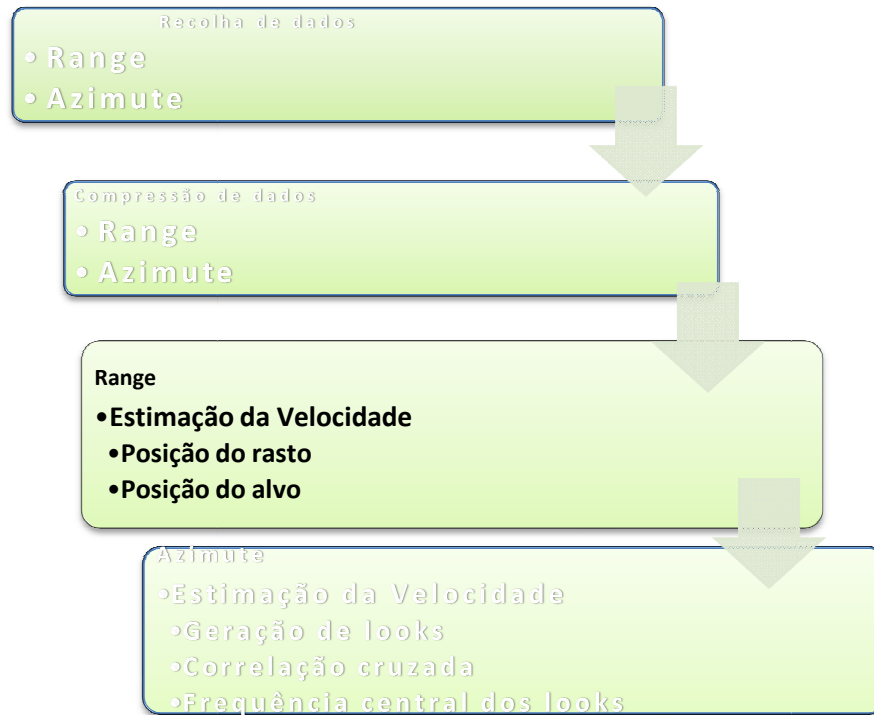 Recolha de dados
• Range
• Azimute
Compressão de dados
• Range
• Azimute
Range
•Estimação da Velocidade
•Posição do rasto
•Posição do alvo
Azimute
•Estimação da Velocidade
•Geração de looks
•Correlação cruzada
•Frequência central dos looks